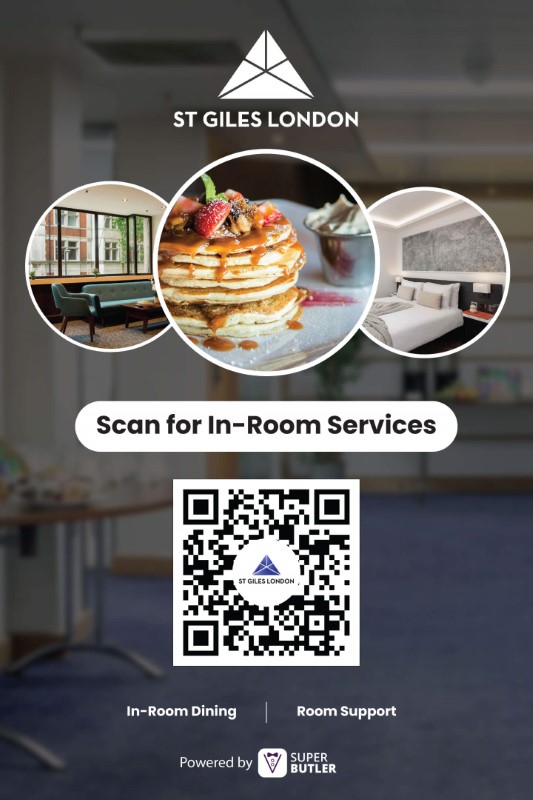 ST GILES LONDON
Scan for In-Room Services
ST GILES LONDON
In-Room Dining
Room Support
Powered by SUPER BUTLER